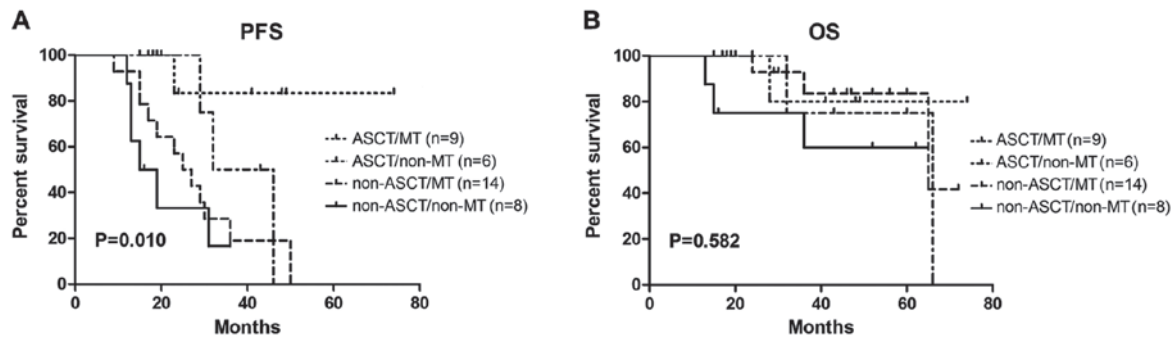 A
PFS
Percent survival
100
80
60
40
20
0
P=0.010
ASCT/MT (n=9)
ASCT/non-MT (n=6)
non-ASCT/MT (n=14)
non-ASCT/non-MT (n=8)
0 20 40 60 80
Months
B
OS
Percent survival
100
80
60
40
20
0
P=0.582
ASCT/MT (n=9)
ASCT/non-MT (n=6)
non-ASCT/MT (n=14)
non-ASCT/non-MT (n=8)
0 20 40 60 80
Months